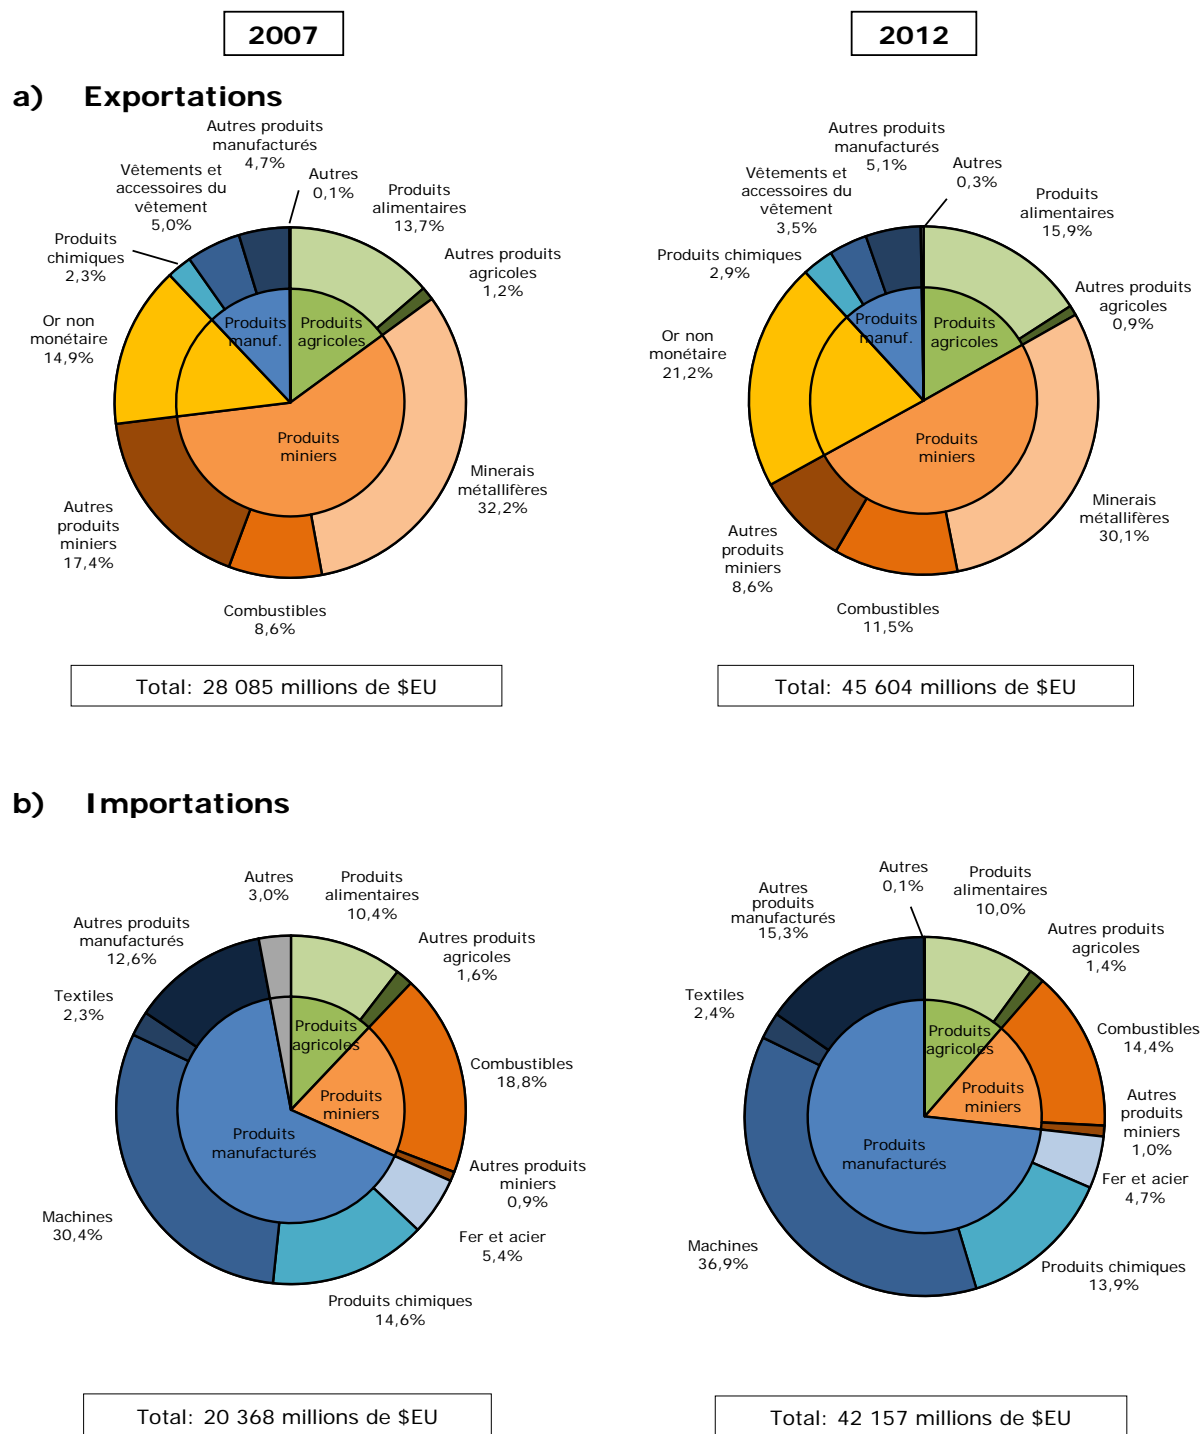 2007
2012
a) Exportations
Autres produits
manufacturés
4,7%
Autres
0,1%
Vêtements et
accessoires du
vêtement
5,0%
Produits
alimentaires
13,7%
Produits
chimiques
2,3%
Autres produits
agricoles
1,2%
Or non
monétaire
14,9%
Produits
manuf.
Produits
agricoles
Produits
miniers
Minerais
métallifères
32,2%
Autres
produits
miniers
17,4%
Combustibles
8,6%
Total: 28 085 millions de $EU
Autres produits
manufacturés
5,1%
Autres
0,3%
Vêtements et
accessoires du
vêtement
3,5%
Produits
alimentaires
15,9%
Produits chimiques
2,9%
Autres produits
agricoles
0,9%
Or non
monétaire
21,2%
Produits
manuf.
Produits
agricoles
Produits
miniers
Minerais
métallifères
30,1%
Autres
produits
miniers
8,6%
Combustibles
11,5%
Total: 45 604 millions de $EU
b) Importations
Autres
3,0%
Produits
alimentaires
10,4%
Autres produits
manufacturés
12,6%
Autres produits
agricoles
1,6%
Textiles
2,3%
Produits
agricoles
Combustibles
18,8%
Produits
miniers
Produits
manufacturés
Autres produits
miniers
0,9%
Machines
30,4%
Fer et acier
5,4%
Produits chimiques
14,6%
Total: 20 368 millions de $EU
Autres
0,1%
Produits
alimentaires
10,0%
Autres
produits
manufacturés
15,3%
Autres produits
agricoles
1,4%
Textiles
2,4%
Produits
agricoles
Combustibles
14,4%
Produits
miniers
Autres
produits
miniers
1,0%
Produits
manufacturés
Fer et acier
4,7%
Machines
36,9%
Produits chimiques
13,9%
Total: 42 157 millions de $EU